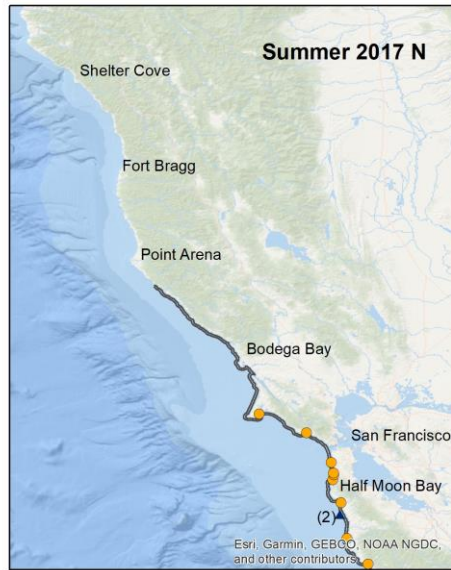 Summer 2017 N
Shelter Cove
Fort Bragg
Point Arena
Bodega Bay
San Francisco
Half Moon Bay
(2)
Esri, Garmin, GEBCO, NOAA NGDC,
and other contributors